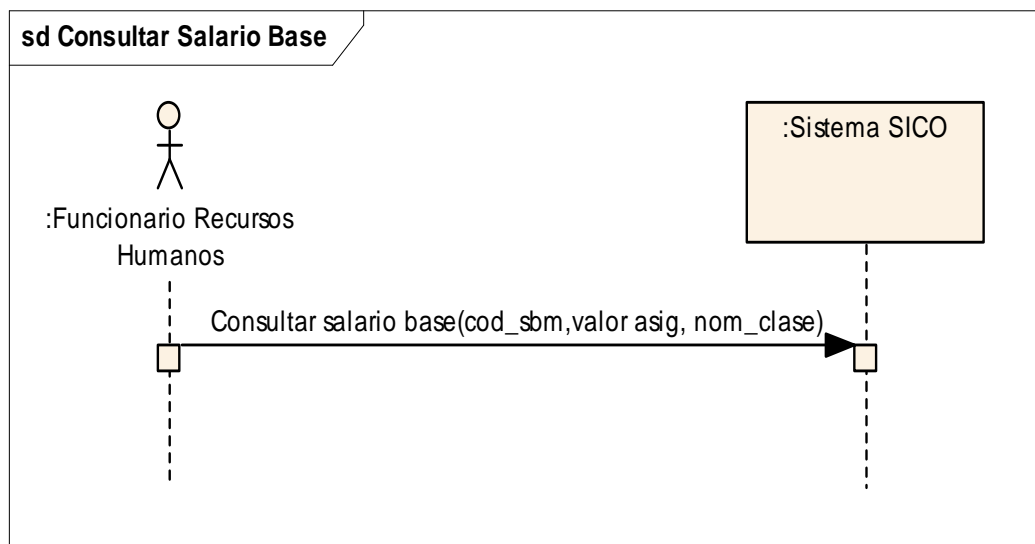 sd Consultar Salario Base
:Sistema SICO
:Funcionario Recursos
Humanos
Consultar salario base(cod_sbm,valor asig, nom_clase)